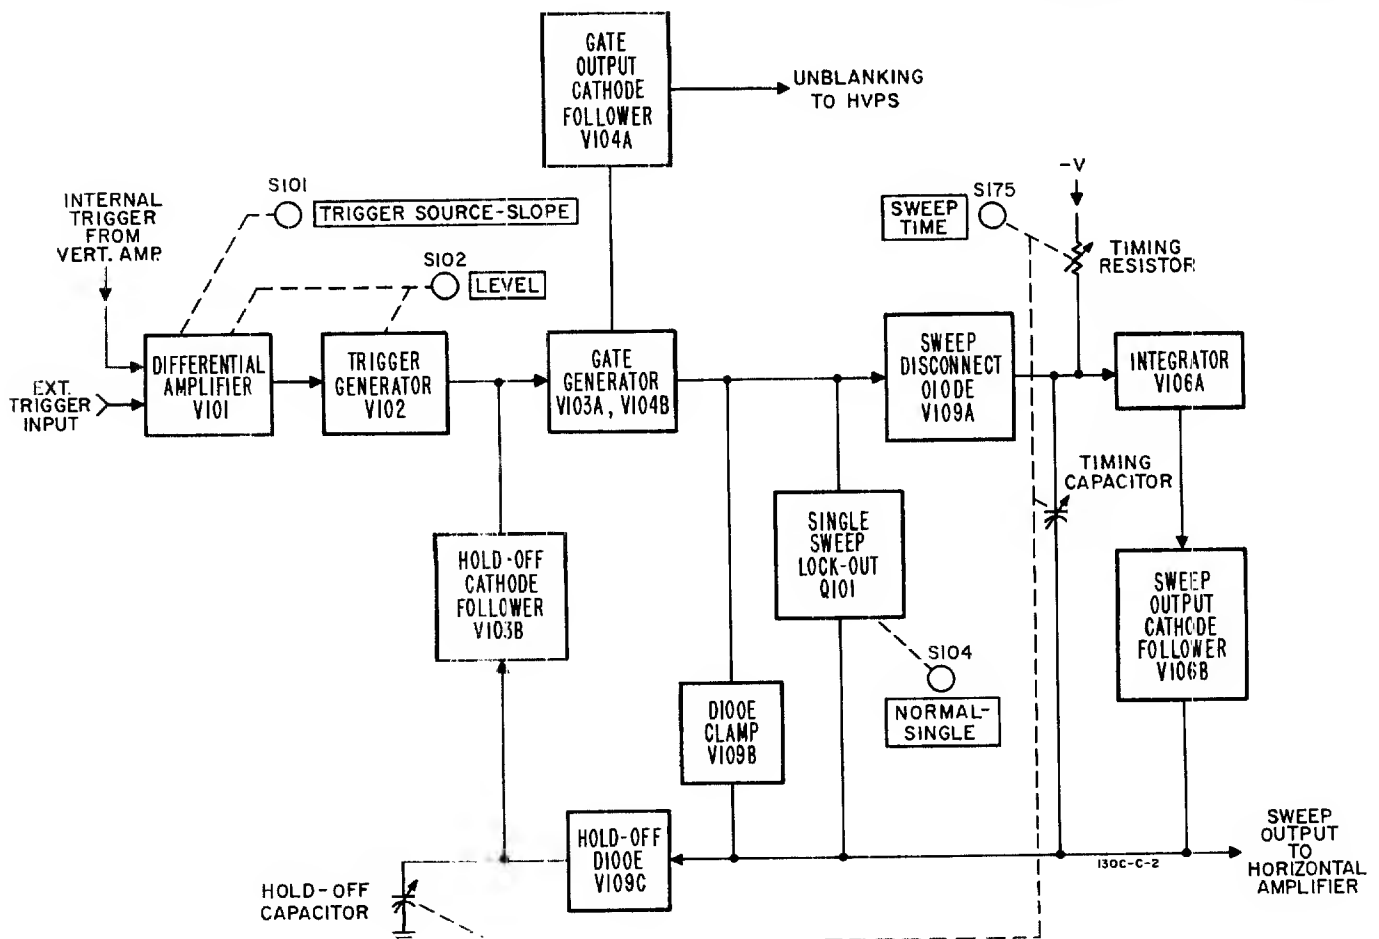 GATE
OUTPUT
CATHODE
FOLLOWER
V104A
UNBLANKING
TO HVPS
INTERNAL
TRIGGER
FROM
VERT. AMP.
S101
TRIGGER SOURCE-SLOPE
S102
LEVEL
S175
SWEEP
TIME
-V
TIMING
RESISTOR
EXT.
TRIGGER
INPUT
DIFFERENTIAL
AMPLIFIER
V101
TRIGGER
GENERATOR
V102
GATE
GENERATOR
V103A, V104B
SWEEP
DISCONNECT
DIODE
V109A
INTEGRATOR
V106A
TIMING
CAPACITOR
HOLD-OFF
CATHODE
FOLLOWER
V103B
SINGLE
SWEEP
LOCK-OUT
Q101
SWEEP
OUTPUT
CATHODE
FOLLOWER
V106B
S104
NORMAL-
SINGLE
DIODE
CLAMP
V109B
HOLD-OFF
DIODE
V109C
HOLD-OFF
CAPACITOR
130C-C-2
SWEEP
OUTPUT
TO
HORIZONTAL
AMPLIFIER